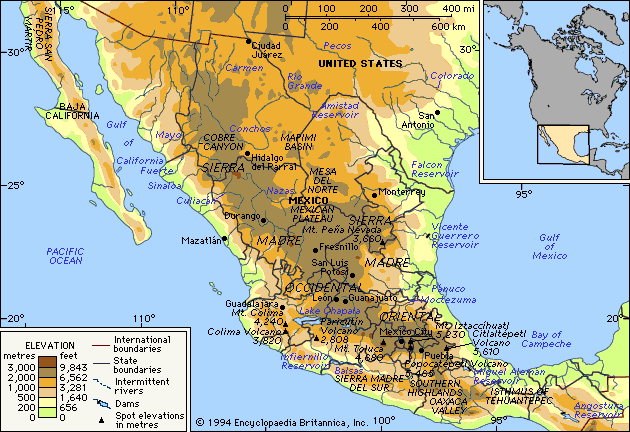 115°
110°
0 100 200 300 400 mi
0 200 400 600 km
30°
SIERRA SAN
PEDRO
MARTIR
Ciudad
Juárez
Pecos
UNITED STATES
Carmen
Rio
Grande
Colorado
Amistad
Reservoir
San
Antonio
BAJA
CALIFORNIA
Gulf
of
California
Mayo
Conchos
COBRE
CANYON
MAPIMI
BASIN
Hidalgo
del Parral
Fuerte
SIERRA
MESA
DEL
NORTE
Falcon
Reservoir
25°
25°
95°
Sinaloa
Culiacán
Nazas
Monterrey
MEXICO
MEXICAN
PLATEAU
Durango
SIERRA
Mt. Peña Nevada
3,660
Vicente
Guerrero
Reservoir
Mazatlán
MADRE
Fresnillo
MADRE
PACIFIC
OCEAN
Gulf
of
Mexico
San Luis
Potosí
OCCIDENTAL
Pánuco
Moctezuma
León
Guanajuato
Guadalajara
Lake Chapala
ORIENTAL
20°
110°
105°
20°
Mt. Colima
4,240
Paricutín
Volcano
2,808
Colima Volcano
3,820
Mexico City
Mt. Iztaccíhuatl
5,230
Citlaltépetl
Volcano
5,610
Bay of
Campeche
Mt. Toluca
4,680
Puebla
Popocatépetl Volcano
Infiernillo
Reservoir
Balsas
Miguel Alemán
Reservoir
SIERRA MADRE
DEL SUR
SOUTHERN
HIGHLANDS
OAXACA
VALLEY
ISTHMUS OF
TEHUANTEPEC
Angostura
Reservoir
100°
95°
ELEVATION
metres feet
3,000 9,843
2,000 6,562
1,000 3,281
500 1,640
200 656
0 0
International
boundaries
State
boundaries
Intermittent
rivers
Dams
Spot elevations
in metres
© 1994 Encyclopaedia Britannica, Inc.